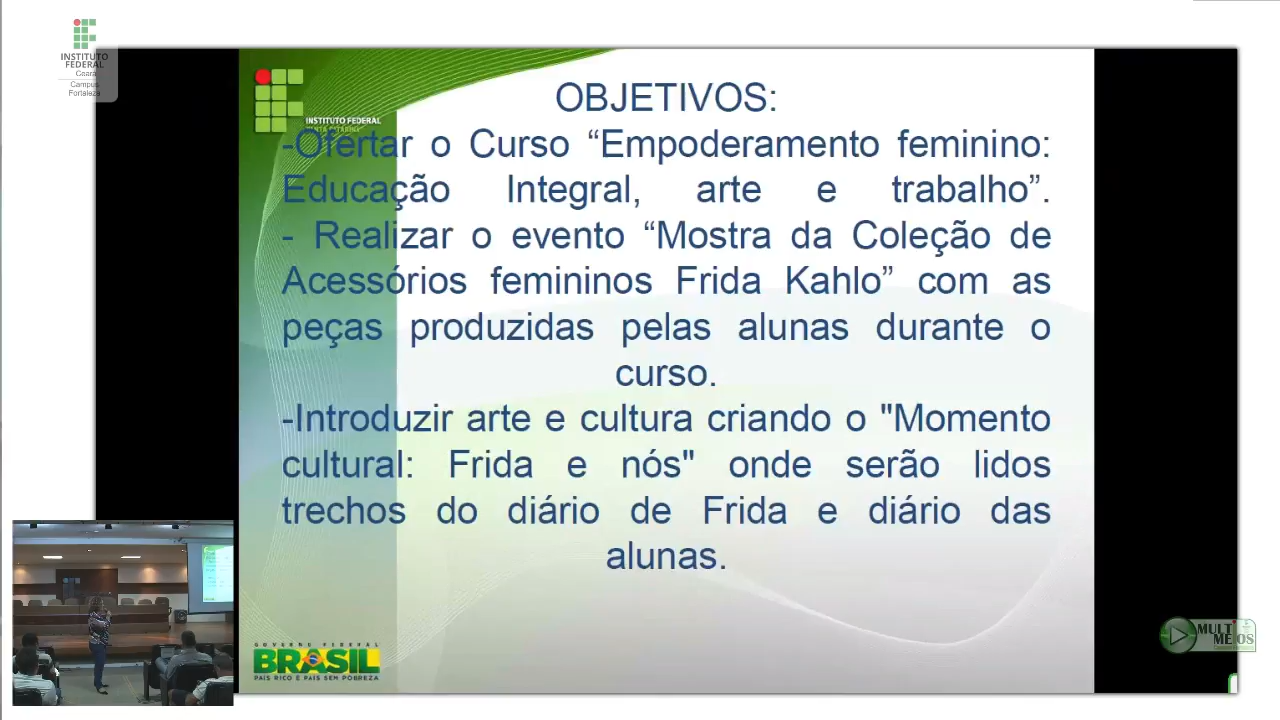 INSTITUTO
FEDERAL
Ceará
Campus
Fortaleza
INSTITUTO FEDERAL
SANTA CATARINA
OBJETIVOS:
-Ofertar o Curso “Empoderamento feminino:
Educação Integral, arte e trabalho”.
- Realizar o evento “Mostra da Coleção de
Acessórios femininos Frida Kahlo” com as
peças produzidas pelas alunas durante o
curso.
-Introduzir arte e cultura criando o "Momento
cultural: Frida e nós" onde serão lidos
trechos do diário de Frida e diário das
alunas.
GOVERNO FEDERAL
BRASIL
PAÍS RICO É PAÍS SEM POBREZA
MULT
MEIOS